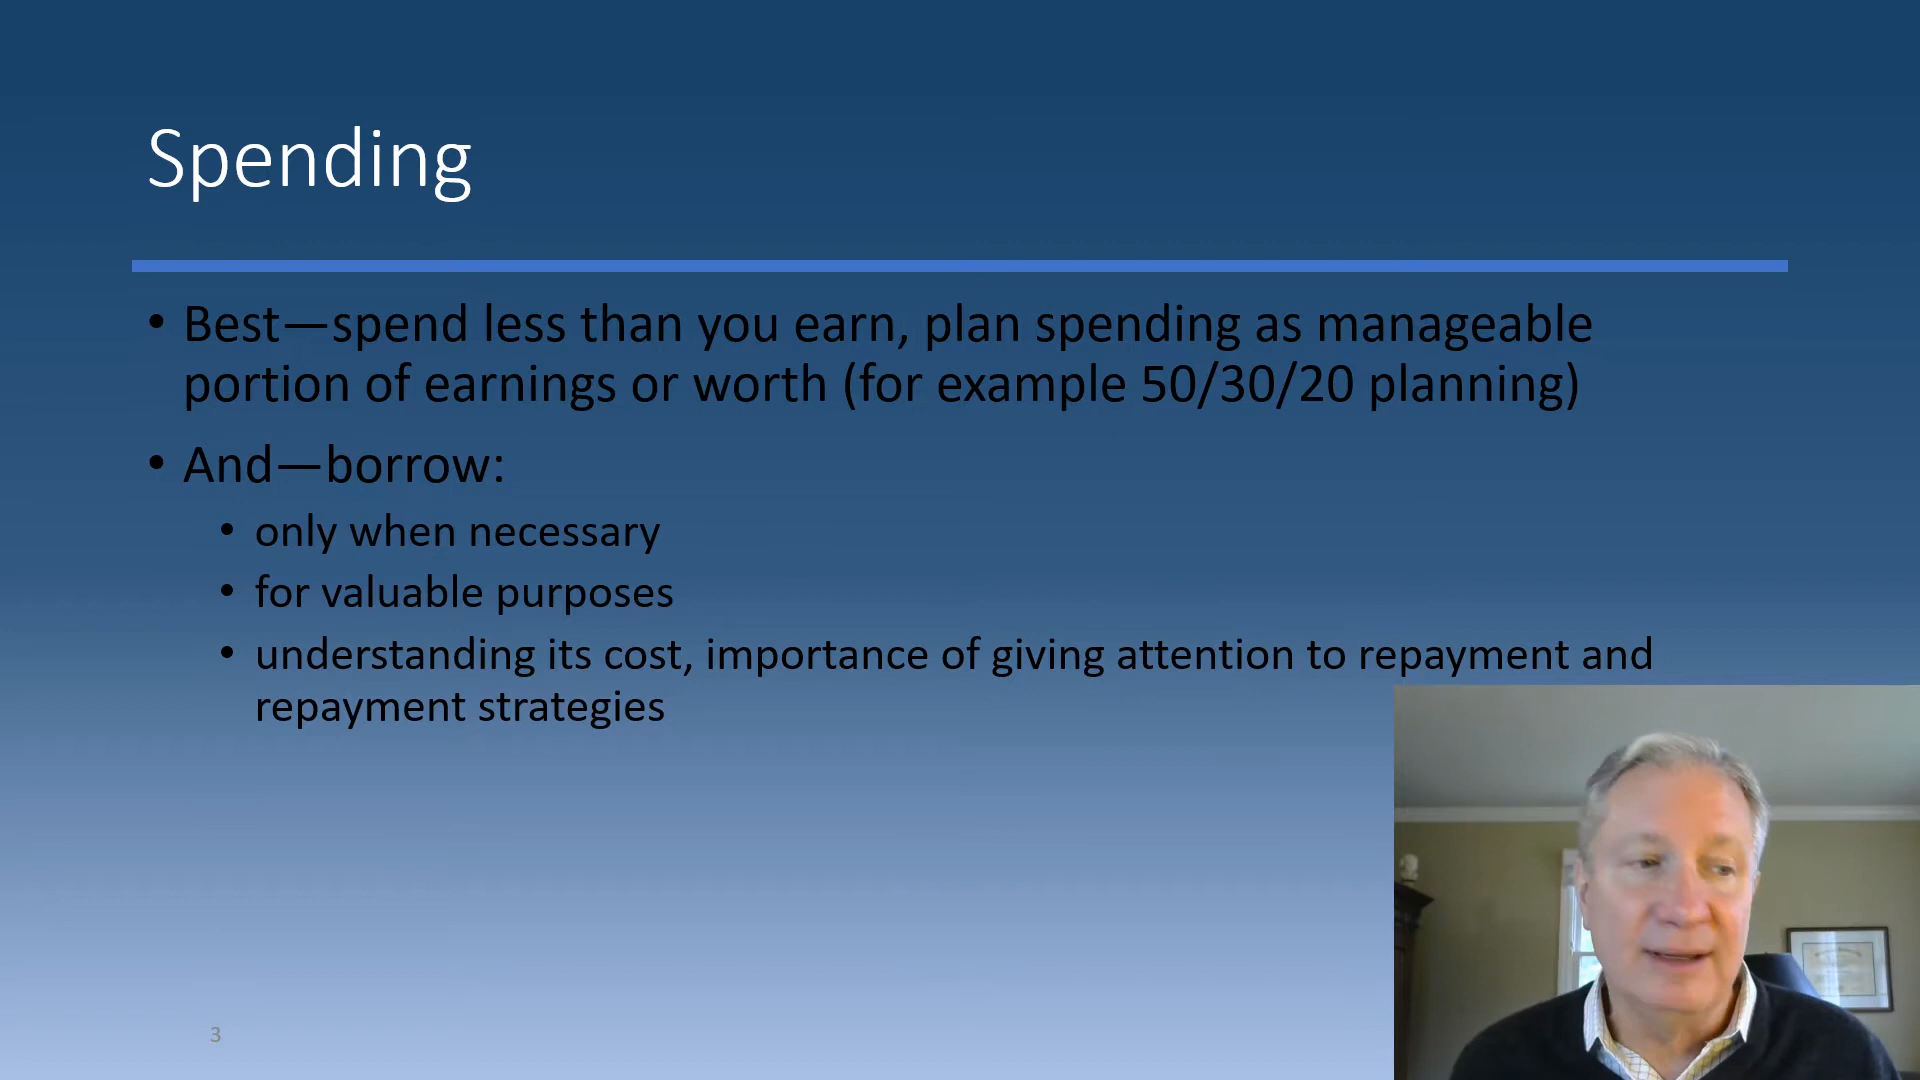 Spending
• Best—spend less than you earn, plan spending as manageable
portion of earnings or worth (for example 50/30/20 planning)
• And—borrow:
• only when necessary
• for valuable purposes
• understanding its cost, importance of giving attention to repayment and
repayment strategies
3